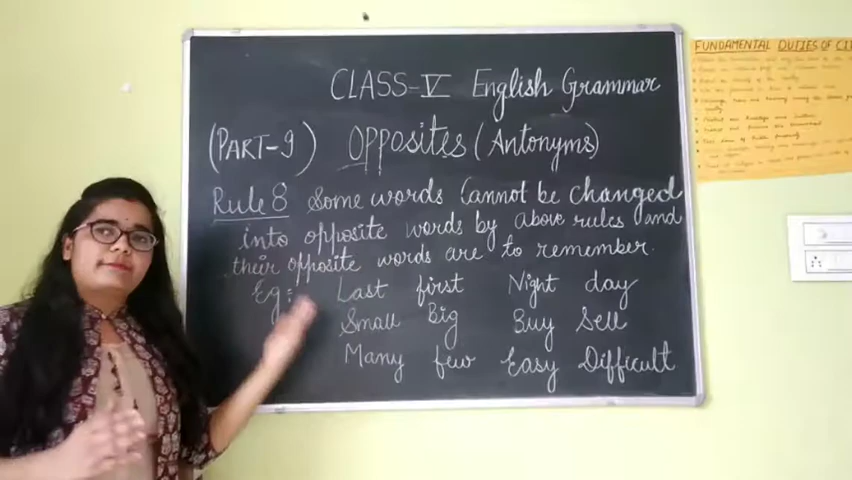 CLASS-V English Grammar
(PART-9) OPPOSITES (Antonyms)
Rule 8 Some words Cannot be changed
into opposite words by above rules and
their opposite words are to remember.
Eg:- Last first Night day
Small Big Buy Sell
Many few Easy Difficult
FUNDAMENTAL DUTIES OF CI